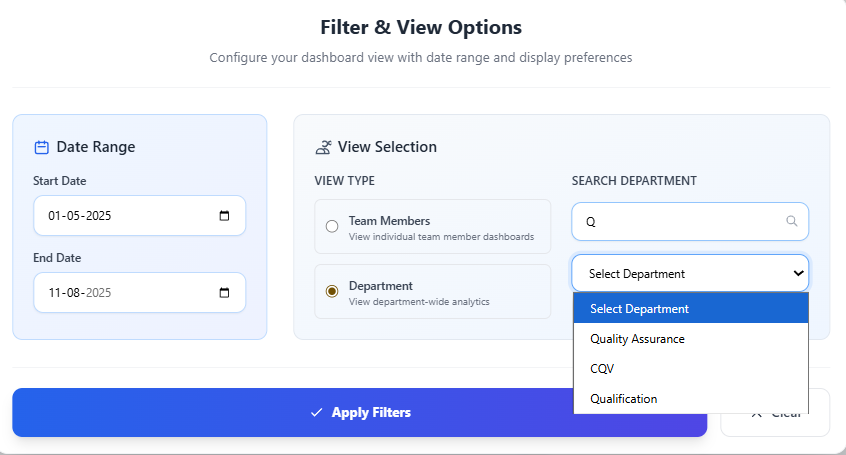 Filter & View Options
Configure your dashboard view with date range and display preferences
Date Range
Start Date
01-05-2025
End Date
11-08-2025
View Selection
VIEW TYPE
Team Members
View individual team member dashboards
Department
View department-wide analytics
SEARCH DEPARTMENT
Q
Select Department
Select Department
Quality Assurance
CQV
Qualification
Apply Filters
Clear